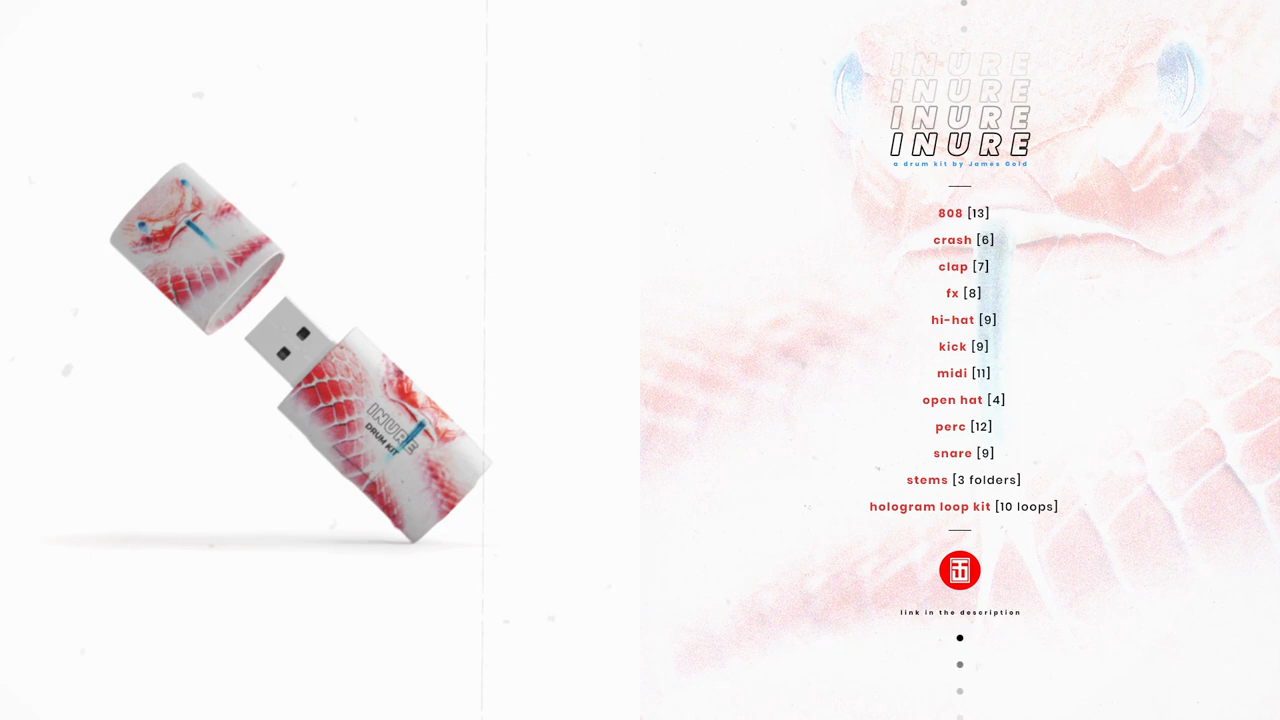 INURE
DRUM KIT
INURE
INURE
INURE
INURE
a drum kit by James Gold
808 [13]
crash [6]
clap [7]
fx [8]
hi-hat [9]
kick [9]
midi [11]
open hat [4]
perc [12]
snare [9]
stems [3 folders]
hologram loop kit [10 loops]
link in the description